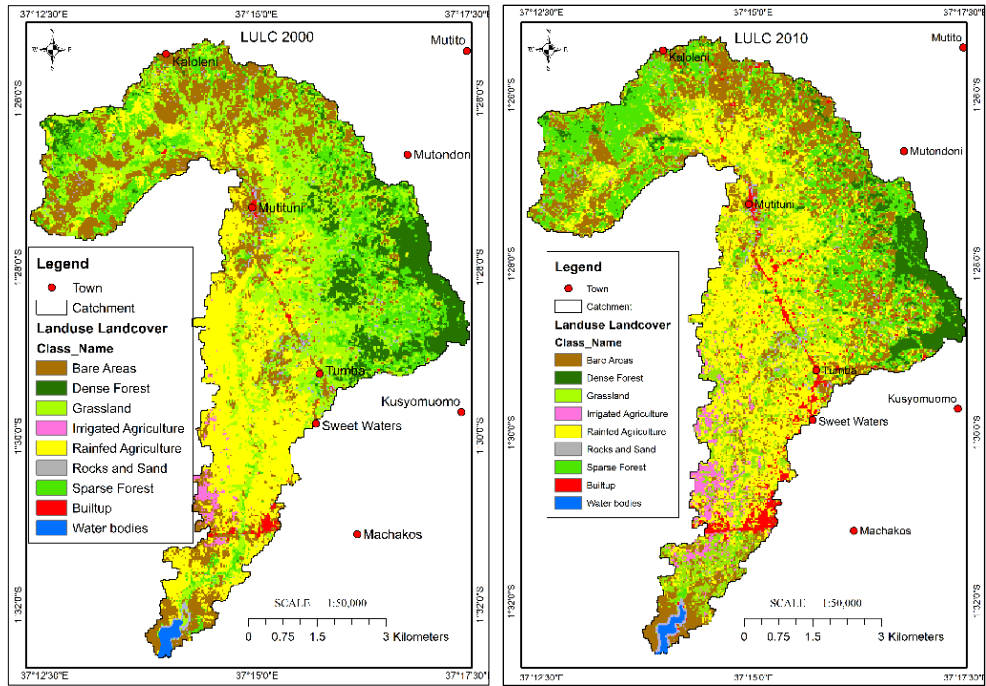 37°12'30"E 37°15'0"E 37°17'30"E
LULC 2000
Mutito
Kaloleni
1°26'0"S 1°26'0"S
Mutondoni
Mutituni
Legend
Town
Catchment
Landuse Landcover
Class_Name
Bare Areas
Dense Forest
Grassland
Irrigated Agriculture
Rainfed Agriculture
Rocks and Sand
Sparse Forest
Builtup
Water bodies
1°28'0"S 1°28'0"S
Tumba
Kusyomuomo
Sweet Waters
1°30'0"S 1°30'0"S
Machakos
1°32'0"S 1°32'0"S
SCALE 1:50,000
0 0.75 1.5 3 Kilometers
37°12'30"E 37°15'0"E 37°17'30"E
37°12'30"E 37°15'0"E 37°17'30"E
LULC 2010
Mutito
Kaloleni
1°26'0"S 1°26'0"S
Mutondoni
Mutituni
Legend
Town
Catchment
Landuse Landcover
Class_Name
Bare Areas
Dense Forest
Grassland
Irrigated Agriculture
Rainfed Agriculture
Rocks and Sand
Sparse Forest
Builtup
Water bodies
1°28'0"S 1°28'0"S
Tumba
Kusyomuomo
Sweet Waters
1°30'0"S 1°30'0"S
Machakos
1°32'0"S 1°32'0"S
SCALE 1:50,000
0 0.75 1.5 3 Kilometers
37°12'30"E 37°15'0"E 37°17'30"E